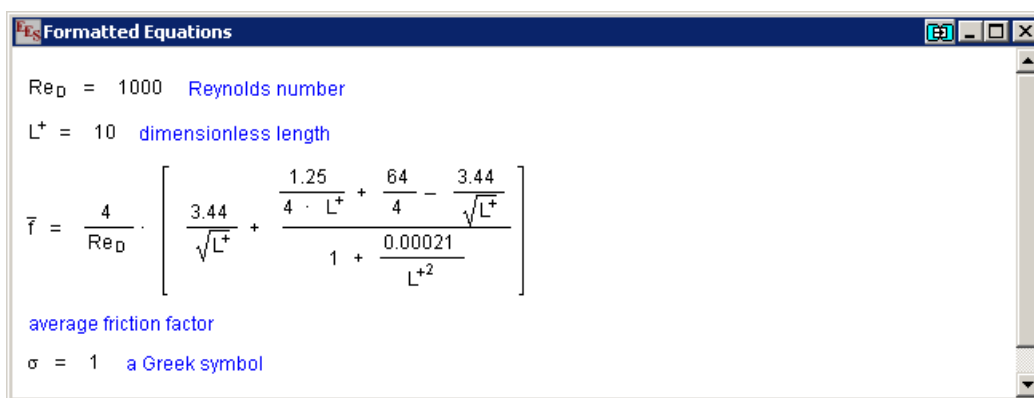 EES Formatted Equations
Re_D = 1000 Reynolds number
L^+ = 10 dimensionless length
f̅ = 4/Re_D · [ 3.44/√(L^+) + ( 1.25/(4 · L^+) + 64/4 − 3.44/√(L^+) ) / ( 1 + 0.00021/L^{+2} ) ]
average friction factor
σ = 1 a Greek symbol